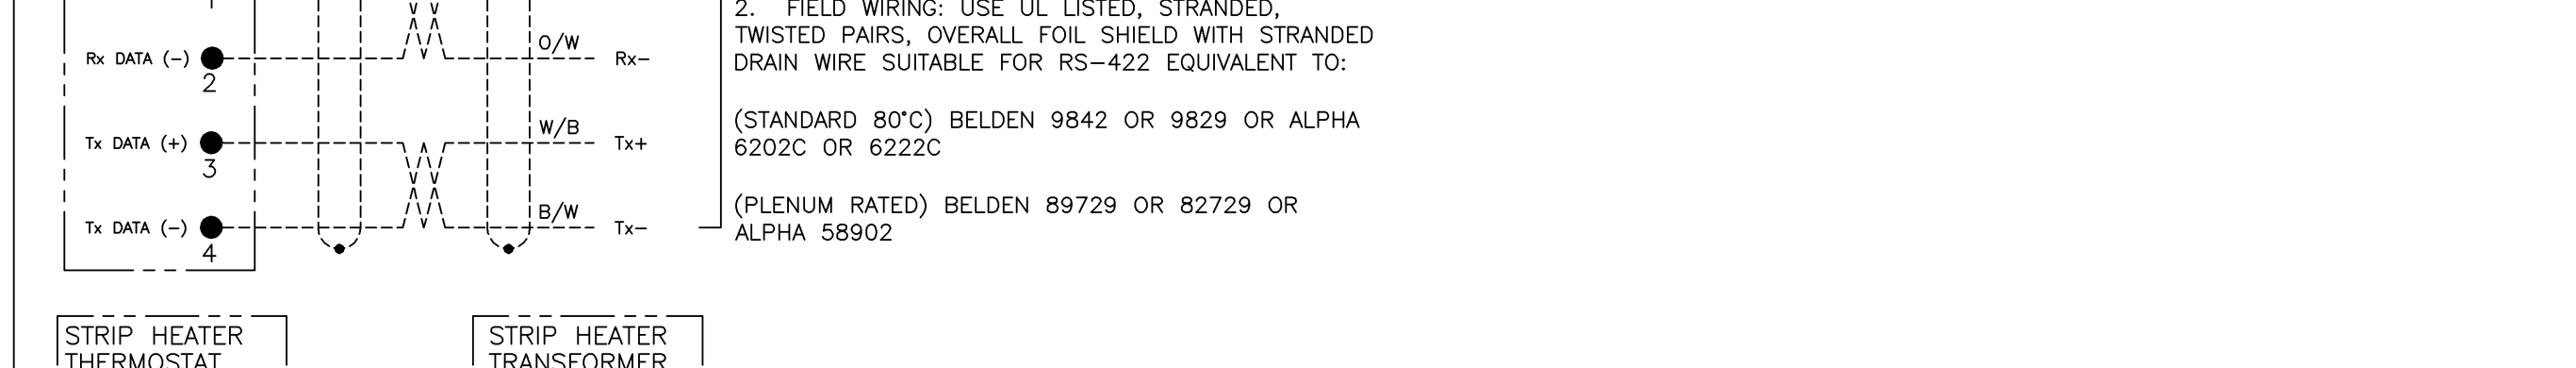 2. FIELD WIRING: USE UL LISTED, STRANDED,
TWISTED PAIRS, OVERALL FOIL SHIELD WITH STRANDED
DRAIN WIRE SUITABLE FOR RS-422 EQUIVALENT TO:
(STANDARD 80°C) BELDEN 9842 OR 9829 OR ALPHA
6202C OR 6222C
(PLENUM RATED) BELDEN 89729 OR 82729 OR
ALPHA 58902
Rx DATA (-) O/W Rx-
2
Tx DATA (+) W/B Tx+
3
Tx DATA (-) B/W Tx-
4
STRIP HEATER
THERMOSTAT
STRIP HEATER
TRANSFORMER